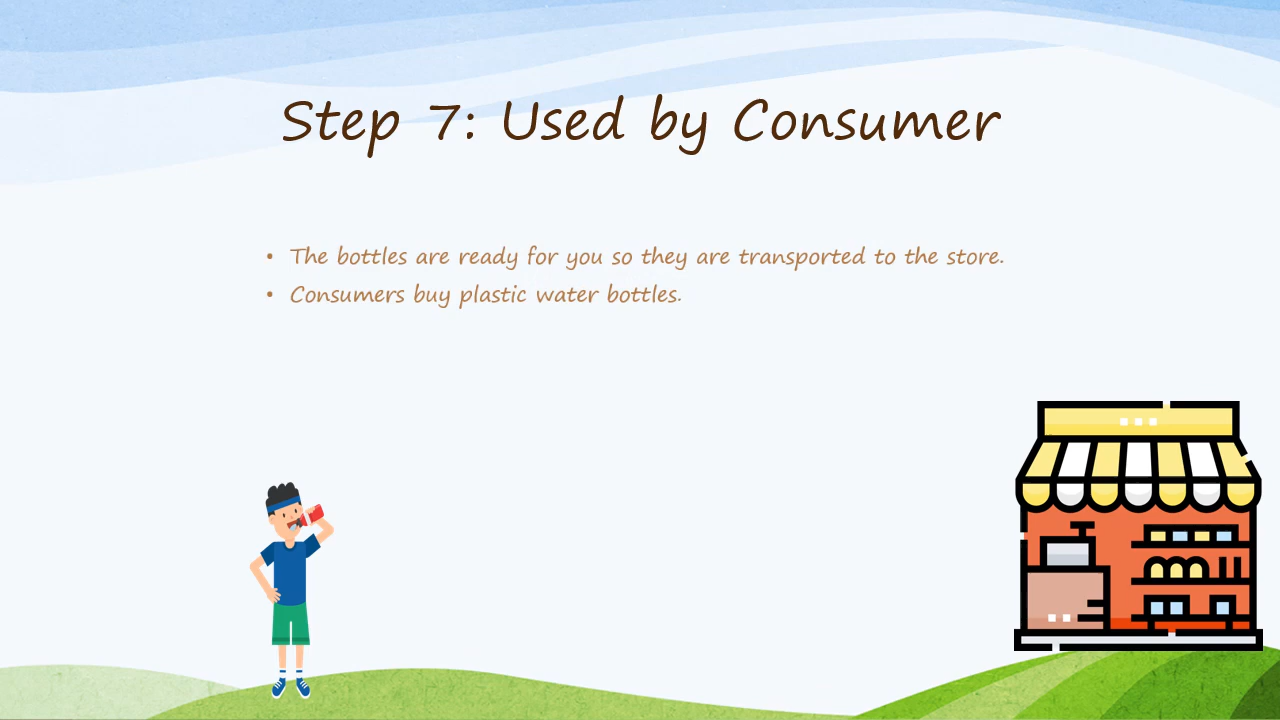 Step 7: Used by Consumer
• The bottles are ready for you so they are transported to the store.
• Consumers buy plastic water bottles.